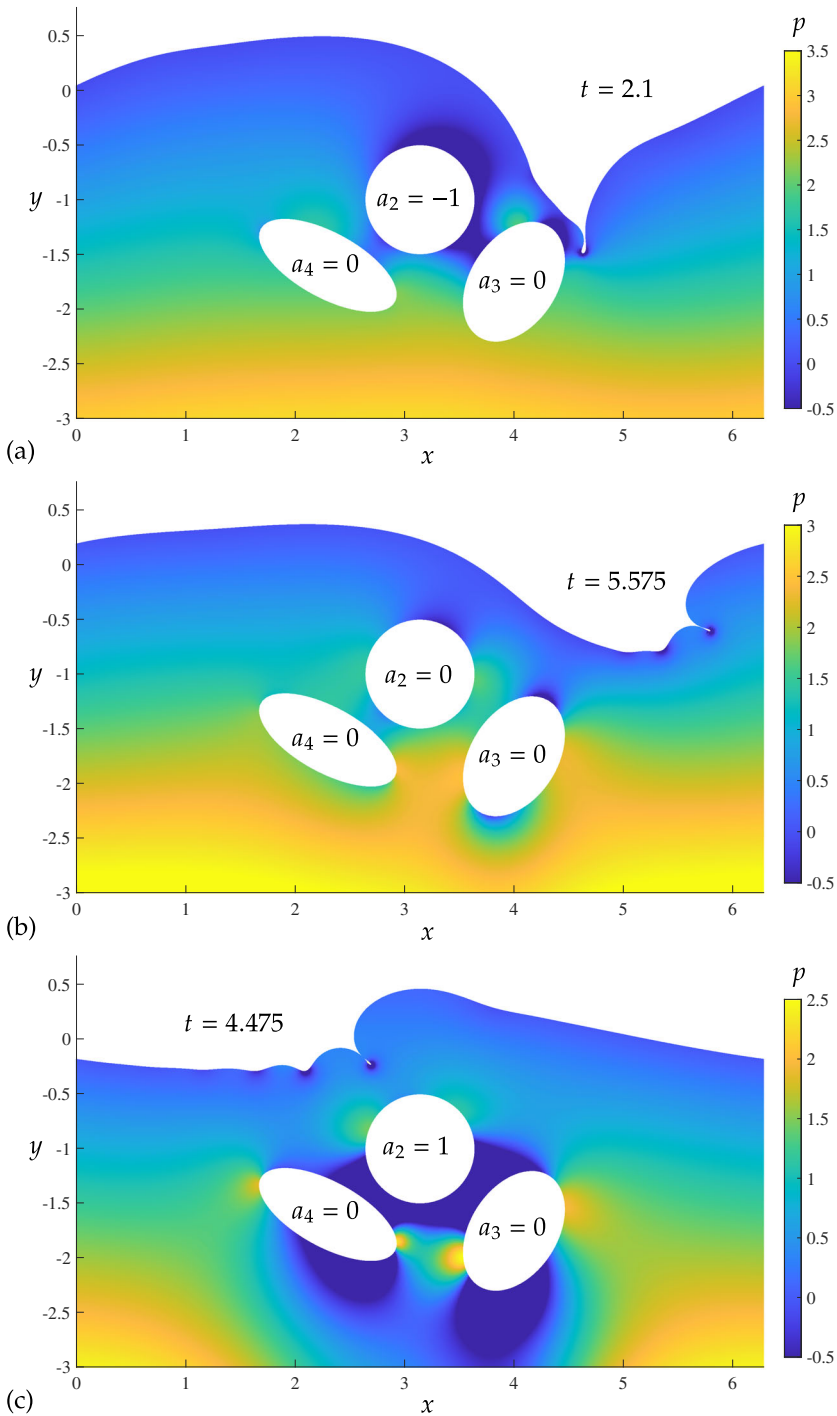 p
0.5
0
-0.5
-1
-1.5
-2
-2.5
-3
y
t = 2.1
a2 = −1
a4 = 0
a3 = 0
3.5
3
2.5
2
1.5
1
0.5
0
-0.5
0 1 2 3 4 5 6
(a)
x
p
0.5
0
-0.5
-1
-1.5
-2
-2.5
-3
y
t = 5.575
a2 = 0
a4 = 0
a3 = 0
3
2.5
2
1.5
1
0.5
0
-0.5
0 1 2 3 4 5 6
(b)
x
p
0.5
0
-0.5
-1
-1.5
-2
-2.5
-3
y
t = 4.475
a2 = 1
a4 = 0
a3 = 0
2.5
2
1.5
1
0.5
0
-0.5
0 1 2 3 4 5 6
(c)
x